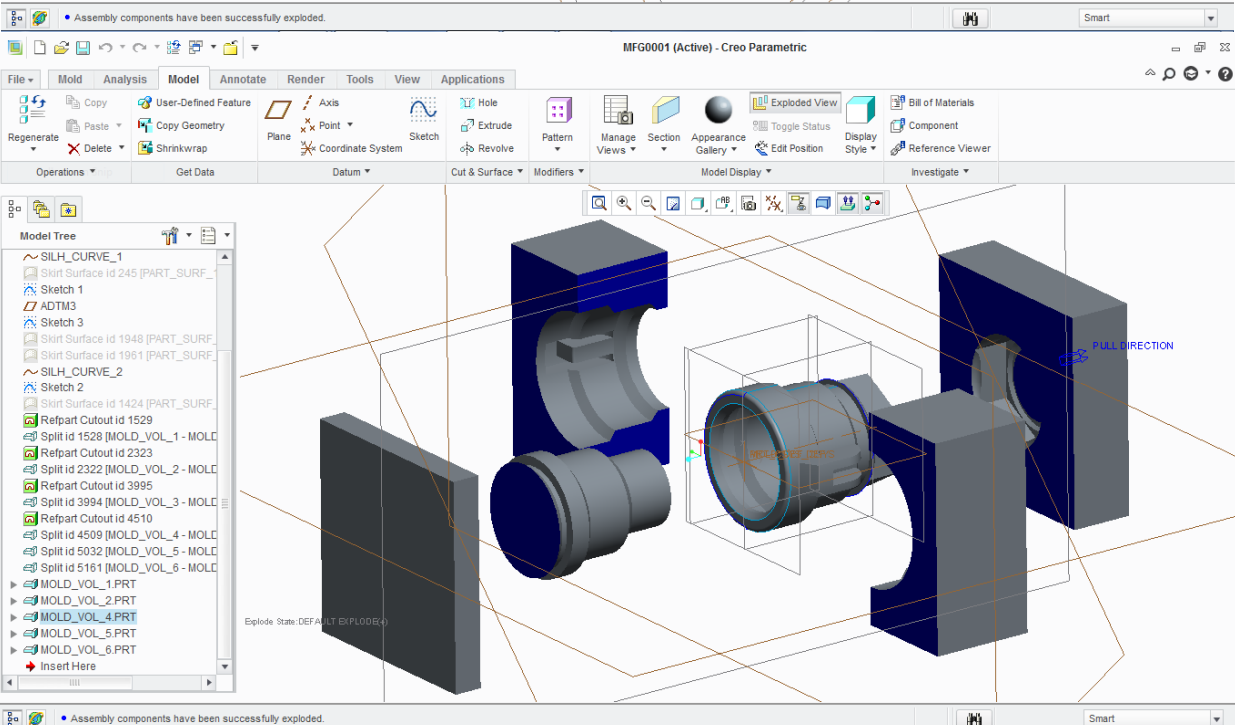 Assembly components have been successfully exploded.
Smart
MFG0001 (Active) - Creo Parametric
File Mold Analysis Model Annotate Render Tools View Applications
Regenerate
Copy
Paste
Delete
User-Defined Feature
Copy Geometry
Shrinkwrap
Plane
Axis
Point
Coordinate System
Sketch
Hole
Extrude
Revolve
Pattern
Manage Views
Section
Appearance Gallery
Exploded View
Toggle Status
Edit Position
Display Style
Bill of Materials
Component
Reference Viewer
Operations Get Data Datum Cut & Surface Modifiers Model Display Investigate
Model Tree
SILH_CURVE_1
Skirt Surface id 245 [PART_SURF_
Sketch 1
ADTM3
Sketch 3
Skirt Surface id 1948 [PART_SURF_
Skirt Surface id 1961 [PART_SURF_
SILH_CURVE_2
Sketch 2
Skirt Surface id 1424 [PART_SURF_
Refpart Cutout id 1529
Split id 1528 [MOLD_VOL_1 - MOLD
Refpart Cutout id 2323
Split id 2322 [MOLD_VOL_2 - MOLD
Refpart Cutout id 3995
Split id 3994 [MOLD_VOL_3 - MOLD
Refpart Cutout id 4510
Split id 4509 [MOLD_VOL_4 - MOLD
Split id 5032 [MOLD_VOL_5 - MOLD
Split id 5161 [MOLD_VOL_6 - MOLD
MOLD_VOL_1.PRT
MOLD_VOL_2.PRT
MOLD_VOL_4.PRT
MOLD_VOL_5.PRT
MOLD_VOL_6.PRT
Insert Here
PULL DIRECTION
Explode State:DEFAULT EXPLODE(+)
Assembly components have been successfully exploded.
Smart